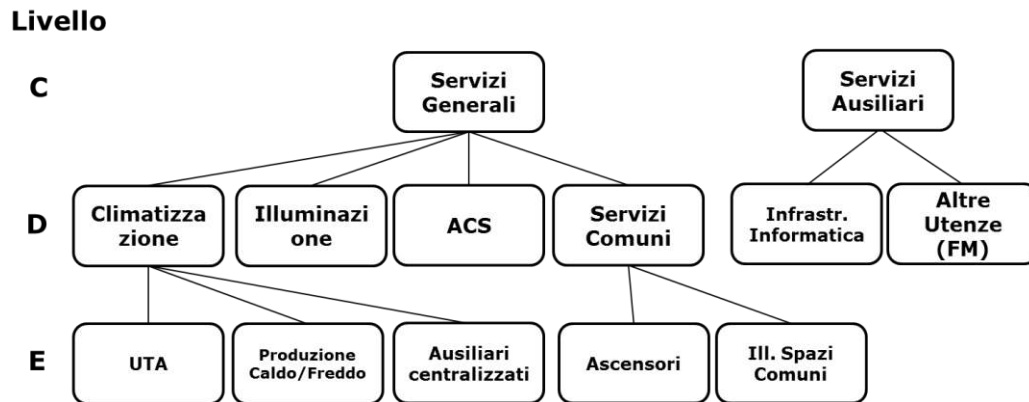 Livello
C
Servizi
Generali
Servizi
Ausiliari
D
Climatizza
zione
Illuminazi
one
ACS
Servizi
Comuni
Infrastr.
Informatica
Altre
Utenze
(FM)
E
UTA
Produzione
Caldo/Freddo
Ausiliari
centralizzati
Ascensori
Ill. Spazi
Comuni